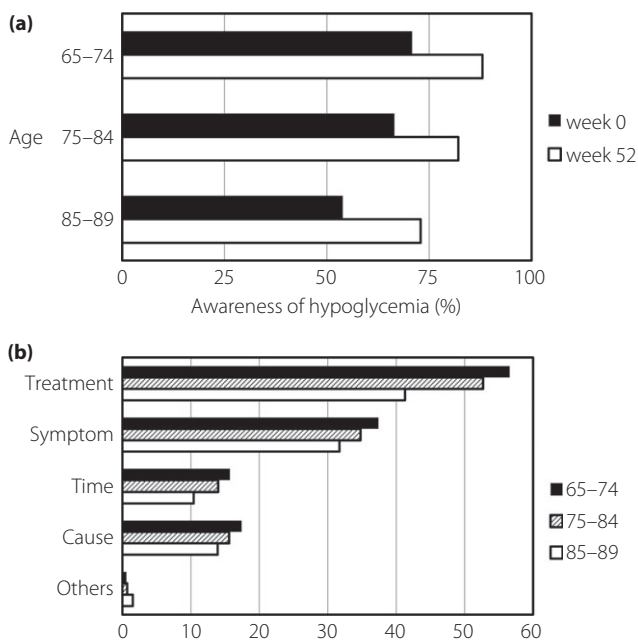 (a)
65–74
Age 75–84
85–89
0 25 50 75 100
Awareness of hypoglycemia (%)
week 0
week 52
(b)
Treatment
Symptom
Time
Cause
Others
0 10 20 30 40 50 60
65–74
75–84
85–89